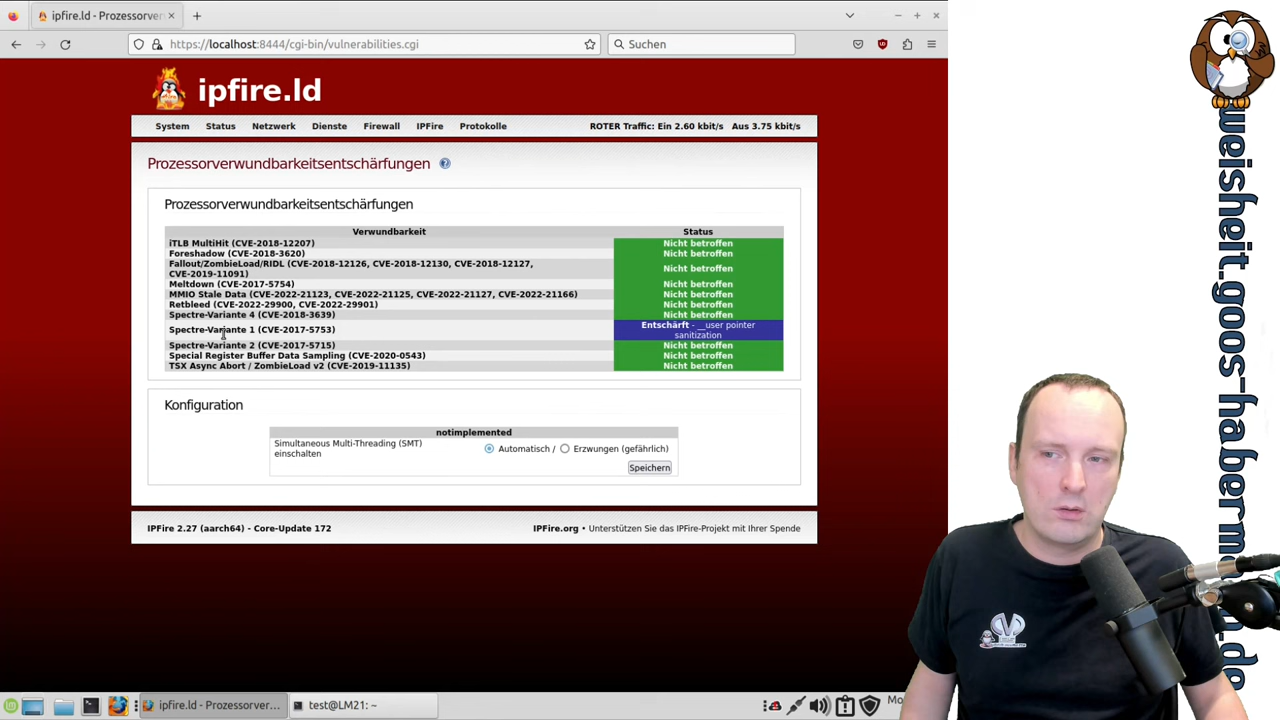 ipfire.ld - Prozessorver
https://localhost:8444/cgi-bin/vulnerabilities.cgi
Suchen
ipfire.ld
System Status Netzwerk Dienste Firewall IPFire Protokolle
ROTER Traffic: Ein 2.60 kbit/s Aus 3.75 kbit/s
Prozessorverwundbarkeitsentschärfungen
Prozessorverwundbarkeitsentschärfungen
Verwundbarkeit Status
iTLB MultiHit (CVE-2018-12207) Nicht betroffen
Foreshadow (CVE-2018-3620) Nicht betroffen
Fallout/ZombieLoad/RIDL (CVE-2018-12126, CVE-2018-12130, CVE-2018-12127,
CVE-2019-11091) Nicht betroffen
Meltdown (CVE-2017-5754) Nicht betroffen
MMIO Stale Data (CVE-2022-21123, CVE-2022-21125, CVE-2022-21127, CVE-2022-21166) Nicht betroffen
Retbleed (CVE-2022-29900, CVE-2022-29901) Nicht betroffen
Spectre-Variante 4 (CVE-2018-3639) Nicht betroffen
Spectre-Variante 1 (CVE-2017-5753) Entschärft - __user pointer
sanitization
Spectre-Variante 2 (CVE-2017-5715) Nicht betroffen
Special Register Buffer Data Sampling (CVE-2020-0543) Nicht betroffen
TSX Async Abort / ZombieLoad v2 (CVE-2019-11135) Nicht betroffen
Konfiguration
notimplemented
Simultaneous Multi-Threading (SMT)
einschalten
Automatisch / Erzwungen (gefährlich)
Speichern
IPFire 2.27 (aarch64) - Core-Update 172
IPFire.org • Unterstützen Sie das IPFire-Projekt mit Ihrer Spende
ipfire.ld - Prozessorver...
test@LM21: ~
Mo
weisheit.goos-haberm